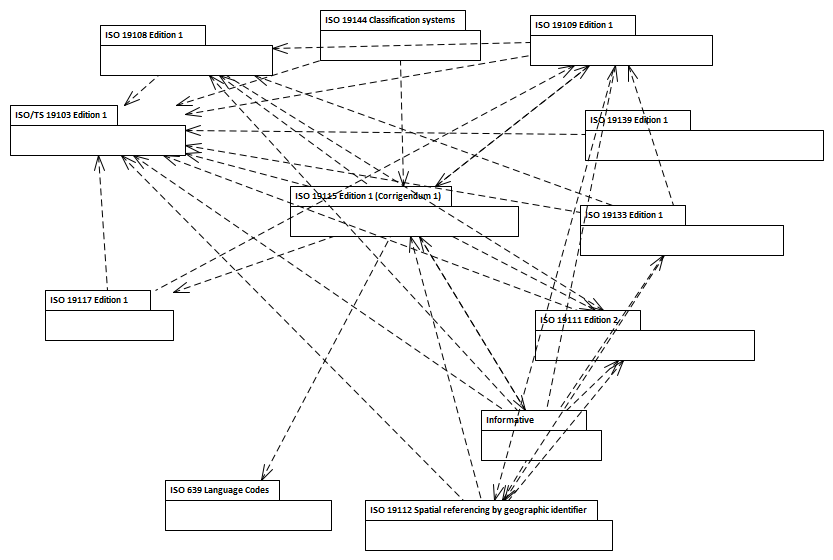 ISO 19144 Classification systems
ISO 19109 Edition 1
ISO 19108 Edition 1
ISO/TS 19103 Edition 1
ISO 19139 Edition 1
ISO 19115 Edition 1 (Corrigendum 1)
ISO 19133 Edition 1
ISO 19117 Edition 1
ISO 19111 Edition 2
Informative
ISO 639 Language Codes
ISO 19112 Spatial referencing by geographic identifier